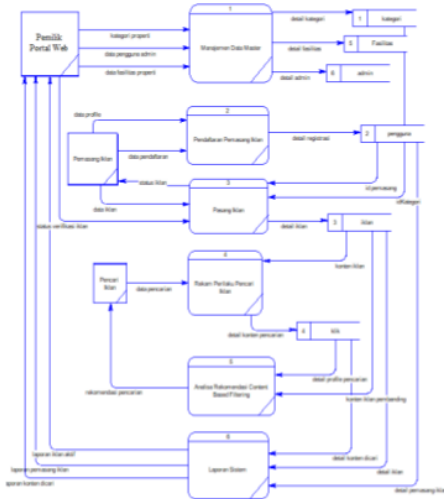 Pemilik
Portal Web
kategori properti
data pengguna admin
data fasilitas properti
1
Manajemen Data Master
detail kategori
detail fasilitas
detail admin
1 kategori
5 Fasilitas
6 admin
data profile
data pendaftaran
Pemasang Iklan
2
Pendaftaran Pemasang Iklan
detail registrasi
2 pengguna
status iklan
data iklan
3
Pasang Iklan
id pemasang
idKategori
status verifikasi iklan
detail iklan
3 iklan
4
Rekam Perilaku Pencari
Iklan
konten iklan
Pencari
Iklan
data pencarian
detail konten pencarian
4
5
Analisa Rekomendasi Content
Based Filtering
rekomendasi pencarian
detail profile pencarian
konten iklan pembanding
6
Laporan Sistem
laporan iklan aktif
laporan pemasang iklan
aporan konten dicari
detail konten dicari
detail iklan
detail pemasang iklan